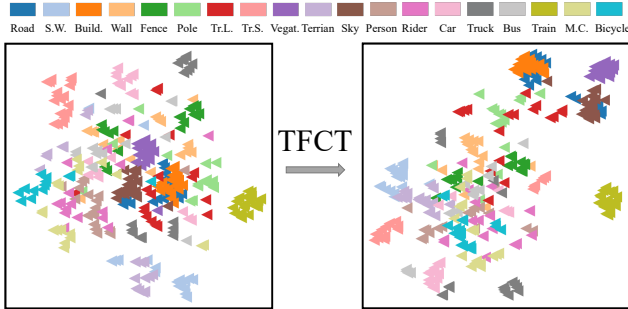 Road S.W. Build. Wall Fence Pole Tr.L. Tr.S. Vegat. Terrian Sky Person Rider Car Truck Bus Train M.C. Bicycle
TFCT